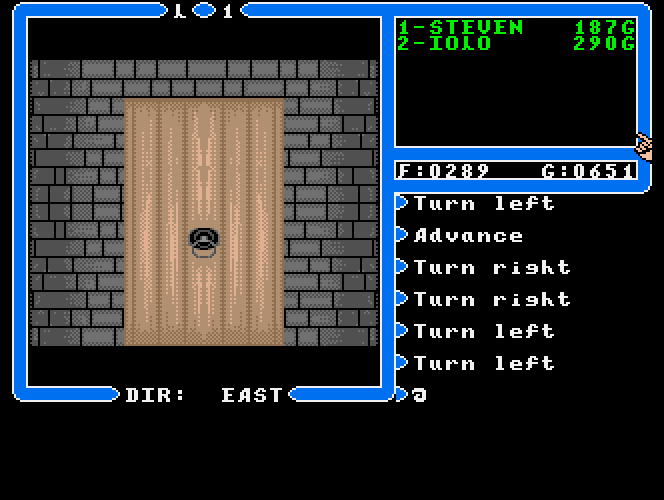 L 1
1-STEVEN 187G
2-IOLO 290G
F:0289 G:0651
Turn left
Advance
Turn right
Turn right
Turn left
Turn left
DIR: EAST